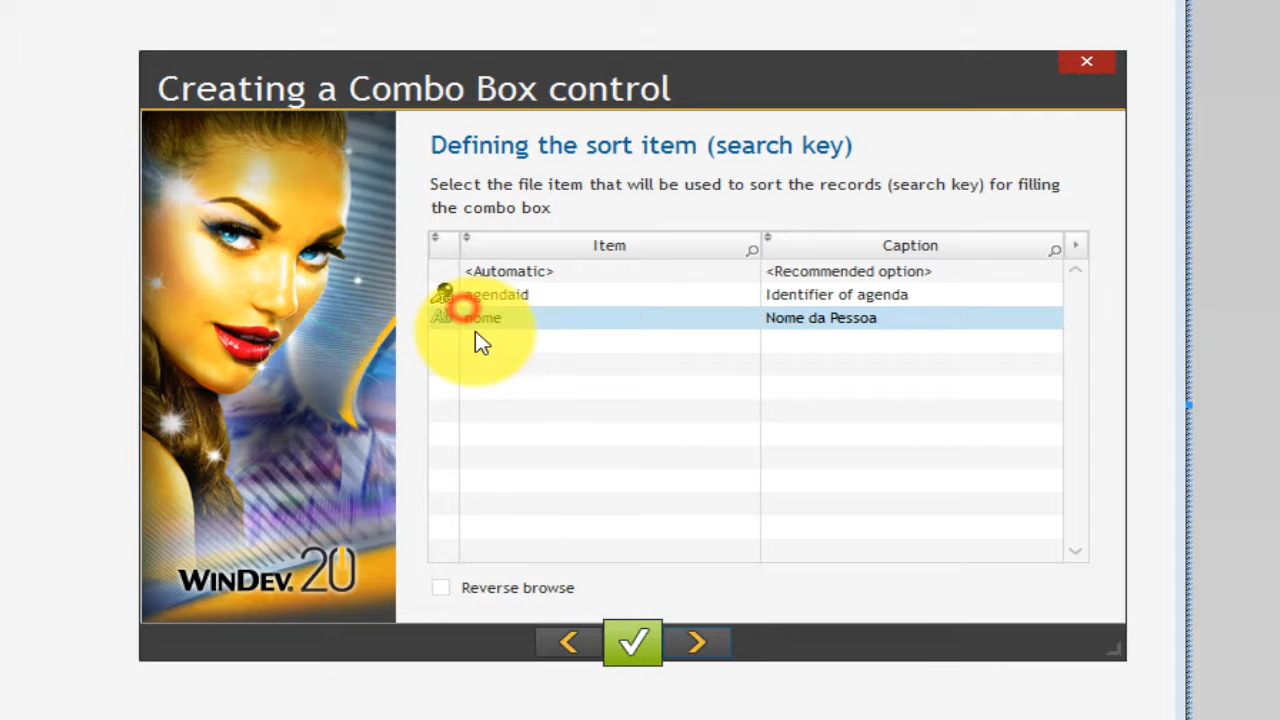 Creating a Combo Box control
Defining the sort item (search key)
Select the file item that will be used to sort the records (search key) for filling
the combo box
Item Caption
<Automatic> <Recommended option>
agendaid Identifier of agenda
nome Nome da Pessoa
WINDEV. 20
Reverse browse